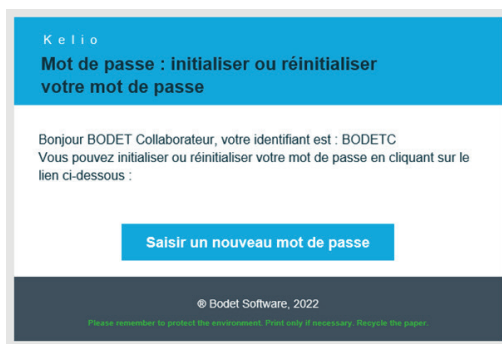 Kelio
Mot de passe : initialiser ou réinitialiser
votre mot de passe
Bonjour BODET Collaborateur, votre identifiant est : BODETC
Vous pouvez initialiser ou réinitialiser votre mot de passe en cliquant sur le
lien ci-dessous :
Saisir un nouveau mot de passe
® Bodet Software, 2022
Please remember to protect the environment. Print only if necessary. Recycle the paper.